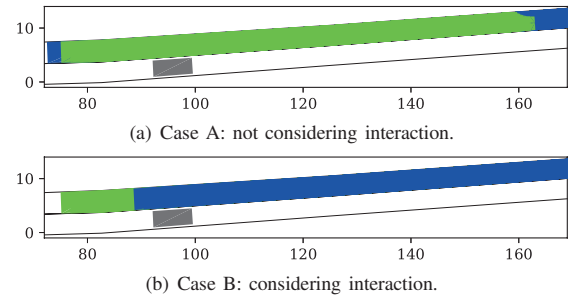 10
0
80 100 120 140 160
(a) Case A: not considering interaction.
10
0
80 100 120 140 160
(b) Case B: considering interaction.